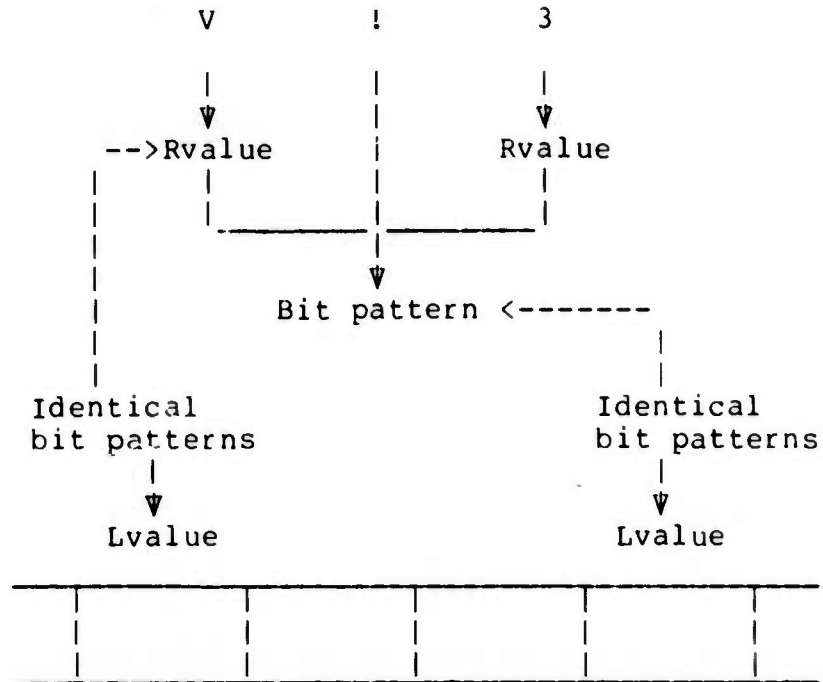 V ! 3
-->Rvalue Rvalue
Bit pattern <-------
Identical Identical
bit patterns bit patterns
Lvalue Lvalue